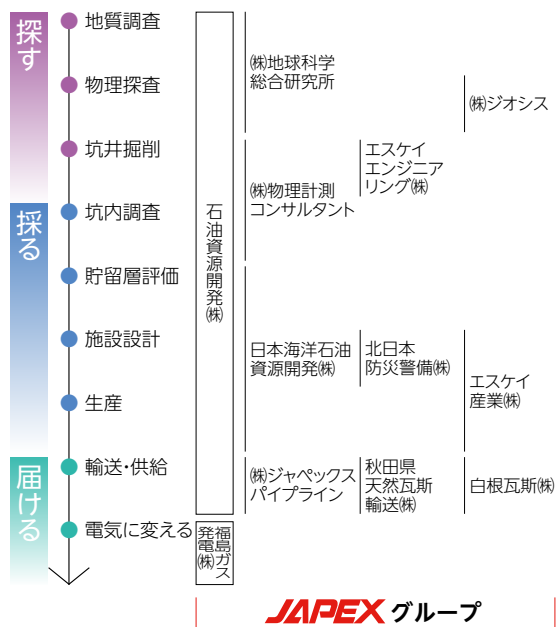 探す
地質調査
物理探査
坑井掘削
採る
坑内調査
貯留層評価
施設設計
生産
届ける
輸送・供給
電気に変える
石油資源開発㈱
福島ガス
発電㈱
㈱地球科学
総合研究所
㈱ジオシス
㈱物理計測
コンサルタント
エスケイ
エンジニア
リング㈱
日本海洋石油
資源開発㈱
北日本
防災警備㈱
エスケイ
産業㈱
㈱ジャペックス
パイプライン
秋田県
天然瓦斯
輸送㈱
白根瓦斯㈱
JAPEX グループ